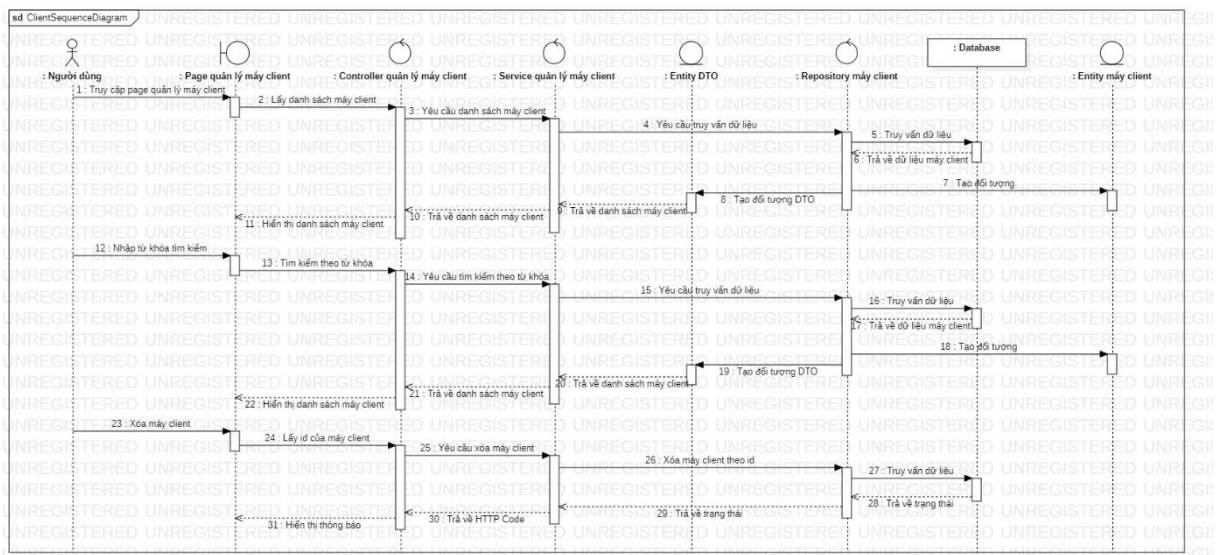 sd ClientSequenceDiagram
: Người dùng
: Page quản lý máy client
: Controller quản lý máy client
: Service quản lý máy client
: Entity DTO
: Repository máy client
: Database
: Entity máy client
1 : Truy cập page quản lý máy client
2 : Lấy danh sách máy client
3 : Yêu cầu danh sách máy client
4 : Yêu cầu truy vấn dữ liệu
5 : Truy vấn dữ liệu
6 : Trả về dữ liệu máy client
7 : Tạo đối tượng
8 : Tạo đối tượng DTO
9 : Trả về danh sách máy client
10 : Trả về danh sách máy client
11 : Hiển thị danh sách máy client
12 : Nhập từ khóa tìm kiếm
13 : Tìm kiếm theo từ khóa
14 : Yêu cầu tìm kiếm theo từ khóa
15 : Yêu cầu truy vấn dữ liệu
16 : Truy vấn dữ liệu
17 : Trả về dữ liệu máy client
18 : Tạo đối tượng
19 : Tạo đối tượng DTO
20 : Trả về danh sách máy client
21 : Trả về danh sách máy client
22 : Hiển thị danh sách máy client
23 : Xóa máy client
24 : Lấy id của máy client
25 : Yêu cầu xóa máy client
26 : Xóa máy client theo id
27 : Truy vấn dữ liệu
28 : Trả về trạng thái
29 : Trả về trạng thái
30 : Trả về HTTP Code
31 : Hiển thị thông báo
UNREGISTERED